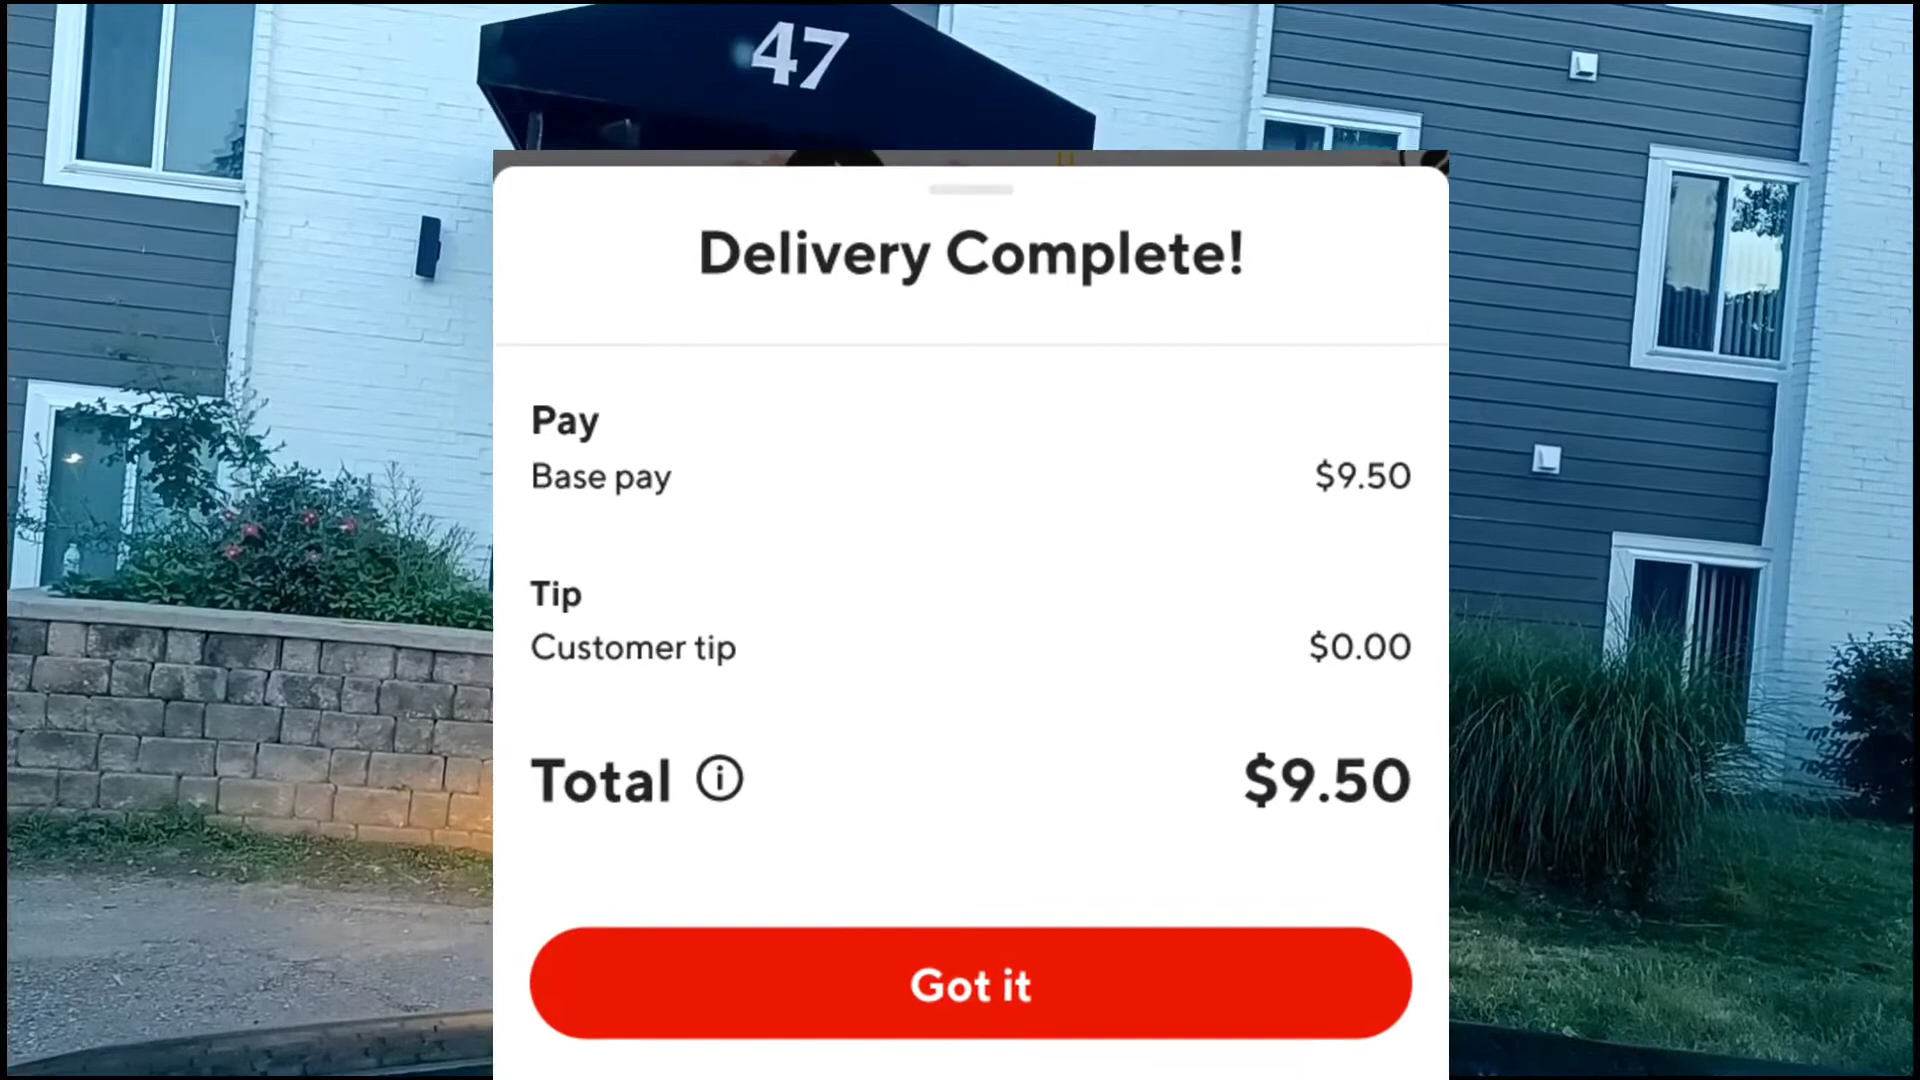 47
Delivery Complete!
Pay
Base pay $9.50
Tip
Customer tip $0.00
Total $9.50
Got it